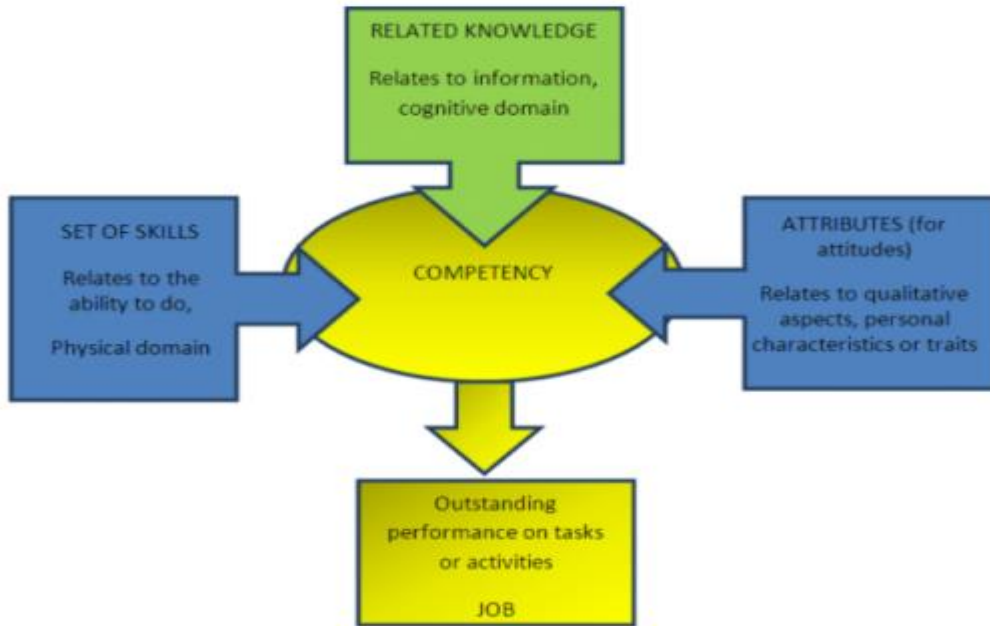 RELATED KNOWLEDGE
Relates to information,
cognitive domain
SET OF SKILLS
Relates to the
ability to do,
Physical domain
COMPETENCY
ATTRIBUTES (for
attitudes)
Relates to qualitative
aspects, personal
characteristics or traits
Outstanding
performance on tasks
or activities
JOB